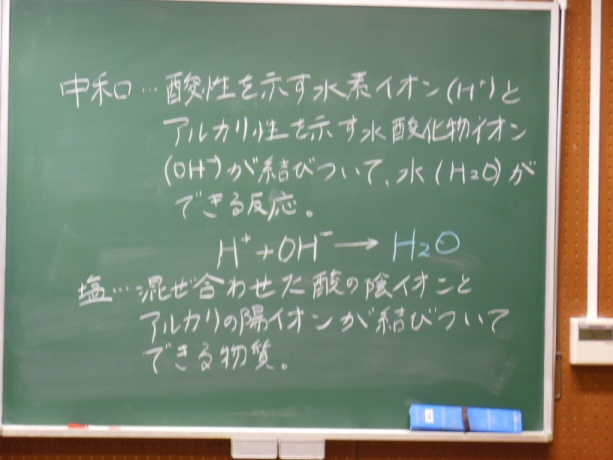 中和…酸性を示す水素イオン(H⁺)と
アルカリ性を示す水酸化物イオン
(OH⁻)が結びついて、水(H₂O)が
できる反応。
H⁺+OH⁻→H₂O
塩…混ぜ合わせた酸の陰イオンと
アルカリの陽イオンが結びついて
できる物質。